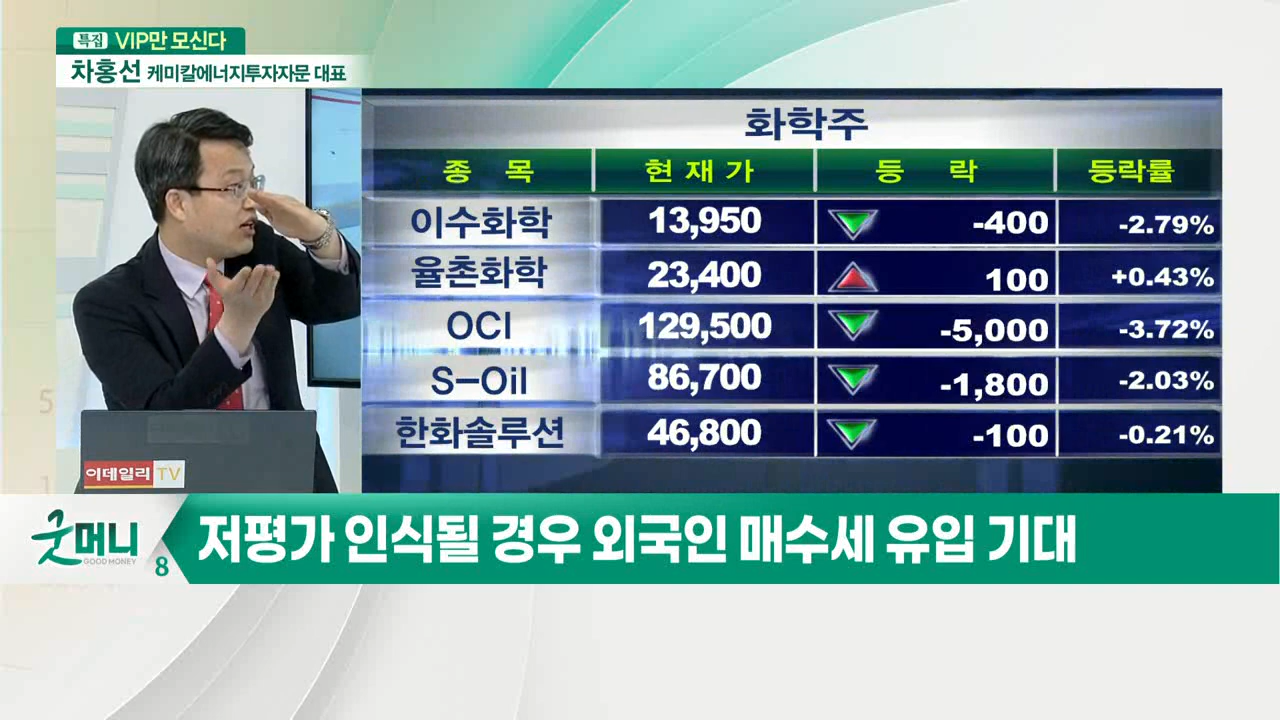 특집 VIP만 모신다
차홍선 케미칼에너지투자자문 대표
화학주
종목 현재가 등락 등락률
이수화학 13,950 -400 -2.79%
율촌화학 23,400 100 +0.43%
OCI 129,500 -5,000 -3.72%
S-Oil 86,700 -1,800 -2.03%
한화솔루션 46,800 -100 -0.21%
이데일리 TV
굿머니
GOOD MONEY
8
저평가 인식될 경우 외국인 매수세 유입 기대
5
1